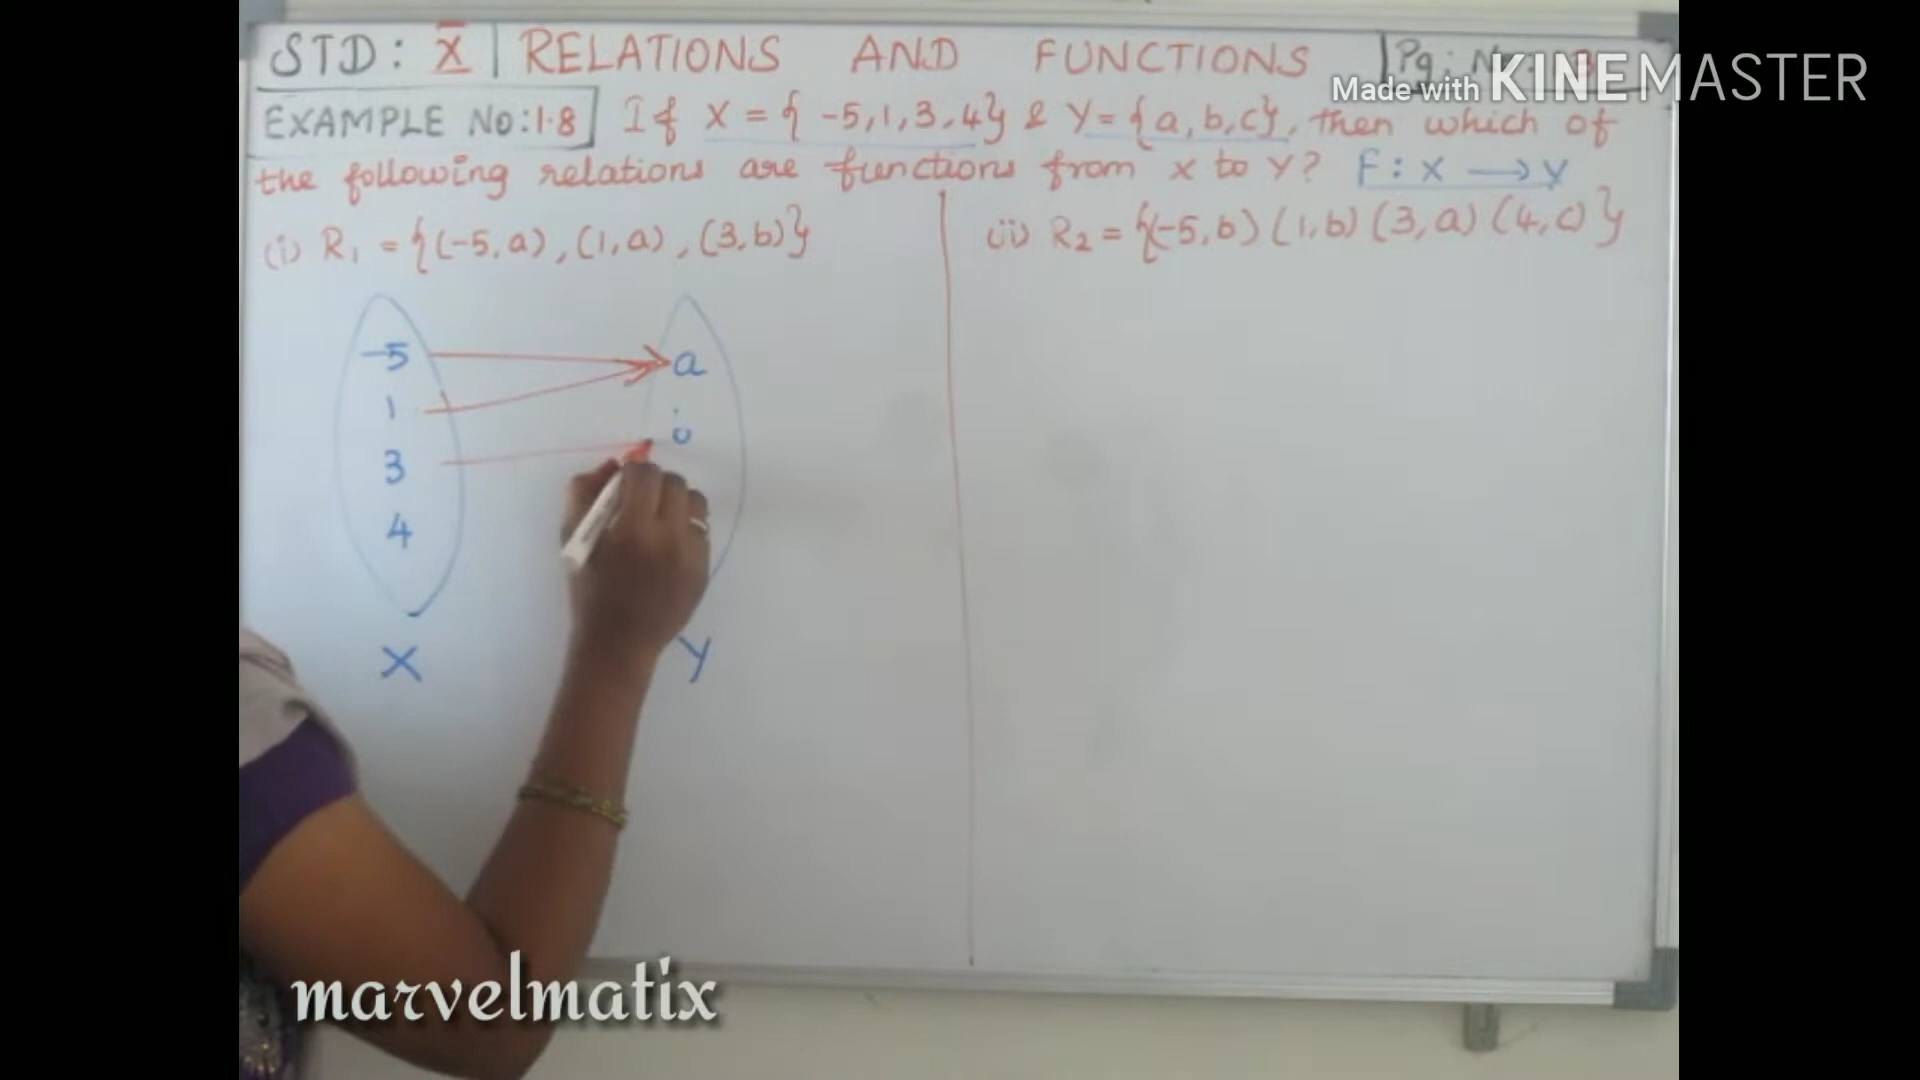 STD: X | RELATIONS AND FUNCTIONS
Made with KINEMASTER
EXAMPLE No:1.8 If X = { -5,1,3,4} & Y={a,b,c}, then which of
the following relations are functions from x to Y? F : X → Y
(i) R₁ = {(-5,a),(1,a),(3,b)}
(ii) R₂ = {(-5,b)(1,b)(3,a)(4,c)}
-5
1
3
4
X
a
Y
marvelmatix